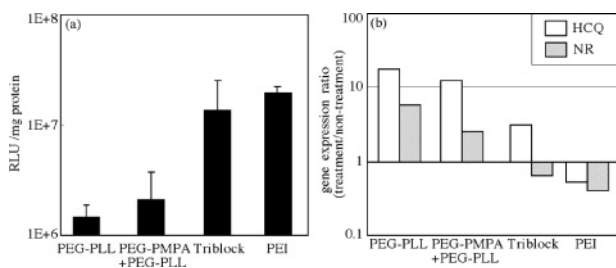 (a)
1E+8
1E+7
1E+6
RLU /mg protein
PEG-PLL PEG-PMPA Triblock PEI
+PEG-PLL
(b)
100
10
1
0.1
gene expression ratio
(treatment/non-treatment)
HCQ
NR
PEG-PLL PEG-PMPA Triblock PEI
+PEG-PLL